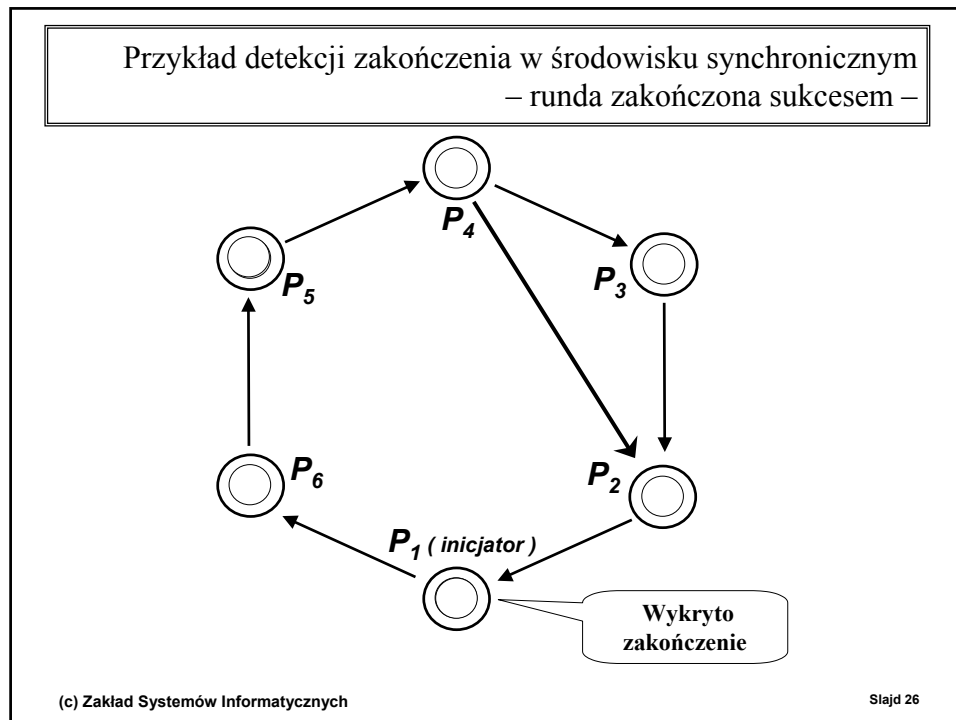 Przykład detekcji zakończenia w środowisku synchronicznym
– runda zakończona sukcesem –
P4
P5
P3
P6
P2
P1 ( inicjator )
Wykryto
zakończenie
(c) Zakład Systemów Informatycznych
Slajd 26